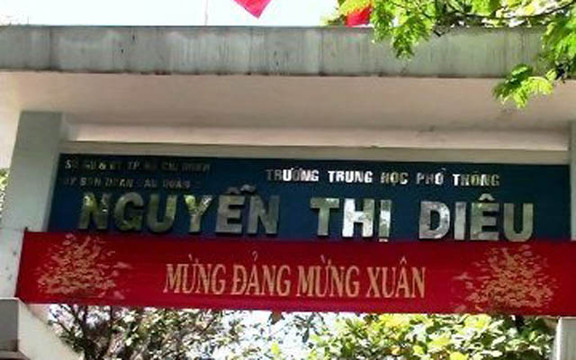 SỞ GD & ĐT TP. HỒ CHÍ MINH
TRƯỜNG TRUNG HỌC PHỔ THÔNG
NGUYỄN THỊ DIỆU
MỪNG ĐẢNG MỪNG XUÂN